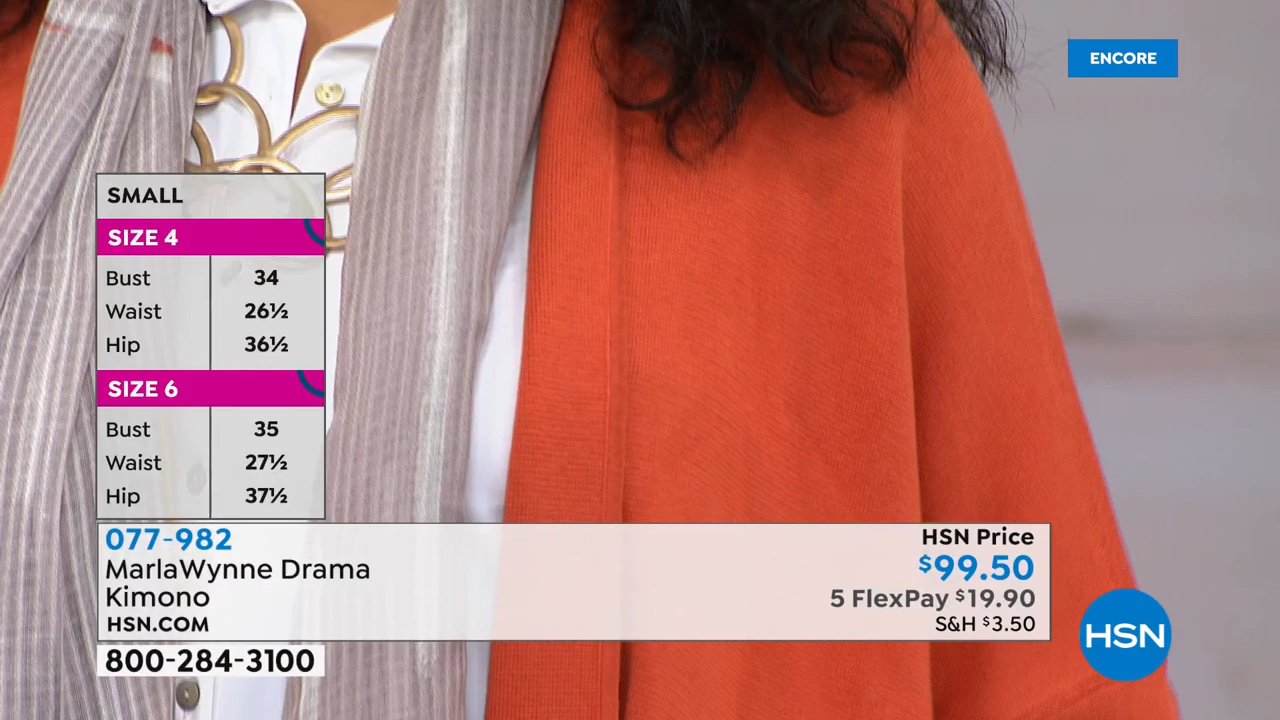 ENCORE
SMALL
SIZE 4
Bust 34
Waist 26½
Hip 36½
SIZE 6
Bust 35
Waist 27½
Hip 37½
077-982
MarlaWynne Drama
Kimono
HSN.COM
HSN Price
$99.50
5 FlexPay $19.90
S&H $3.50
800-284-3100
HSN